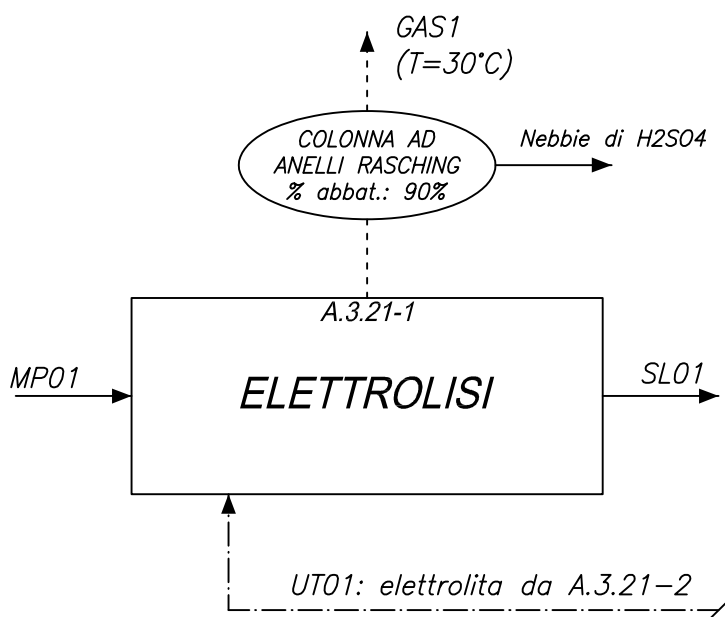 GAS1
(T=30°C)
COLONNA AD
ANELLI RASCHING
% abbat.: 90%
Nebbie di H2SO4
A.3.21-1
MP01
ELETTROLISI
SL01
UT01: elettrolita da A.3.21-2